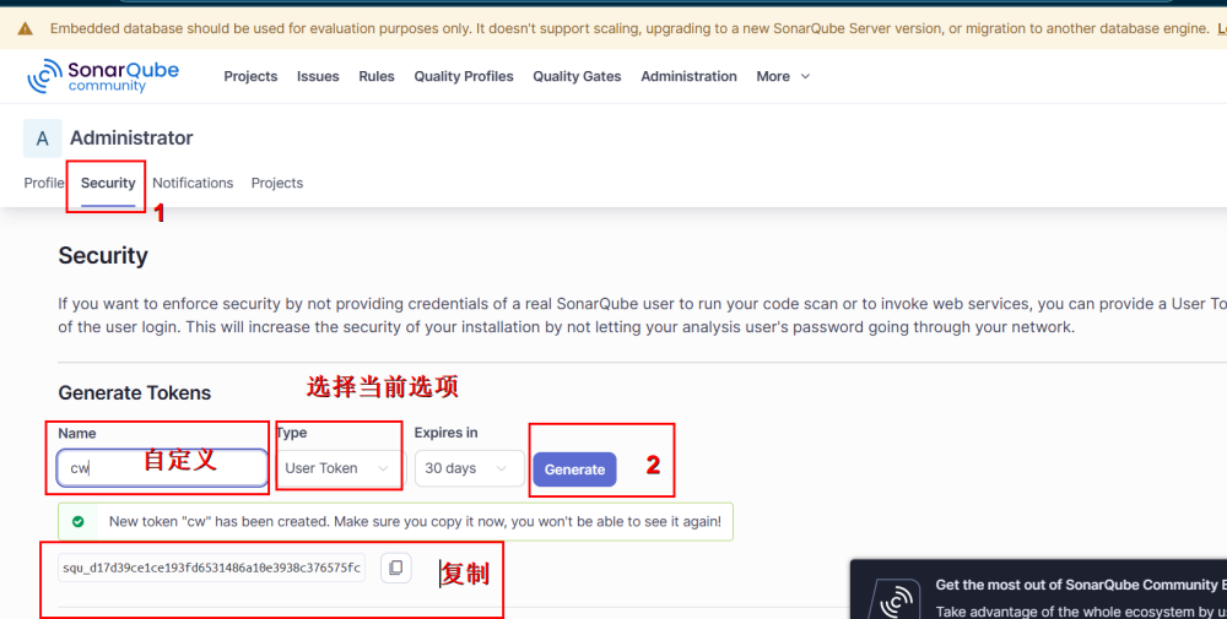 Embedded database should be used for evaluation purposes only. It doesn't support scaling, upgrading to a new SonarQube Server version, or migration to another database engine.
SonarQube community Projects Issues Rules Quality Profiles Quality Gates Administration More
A Administrator
Profile Security Notifications Projects
1
Security
If you want to enforce security by not providing credentials of a real SonarQube user to run your code scan or to invoke web services, you can provide a User To
of the user login. This will increase the security of your installation by not letting your analysis user's password going through your network.
Generate Tokens 选择当前选项
Name Type Expires in
cw 自定义 User Token 30 days Generate 2
New token "cw" has been created. Make sure you copy it now, you won't be able to see it again!
squ_d17d39ce1ce193fd6531486a10e3938c376575fc 复制
Get the most out of SonarQube Community
Take advantage of the whole ecosystem by